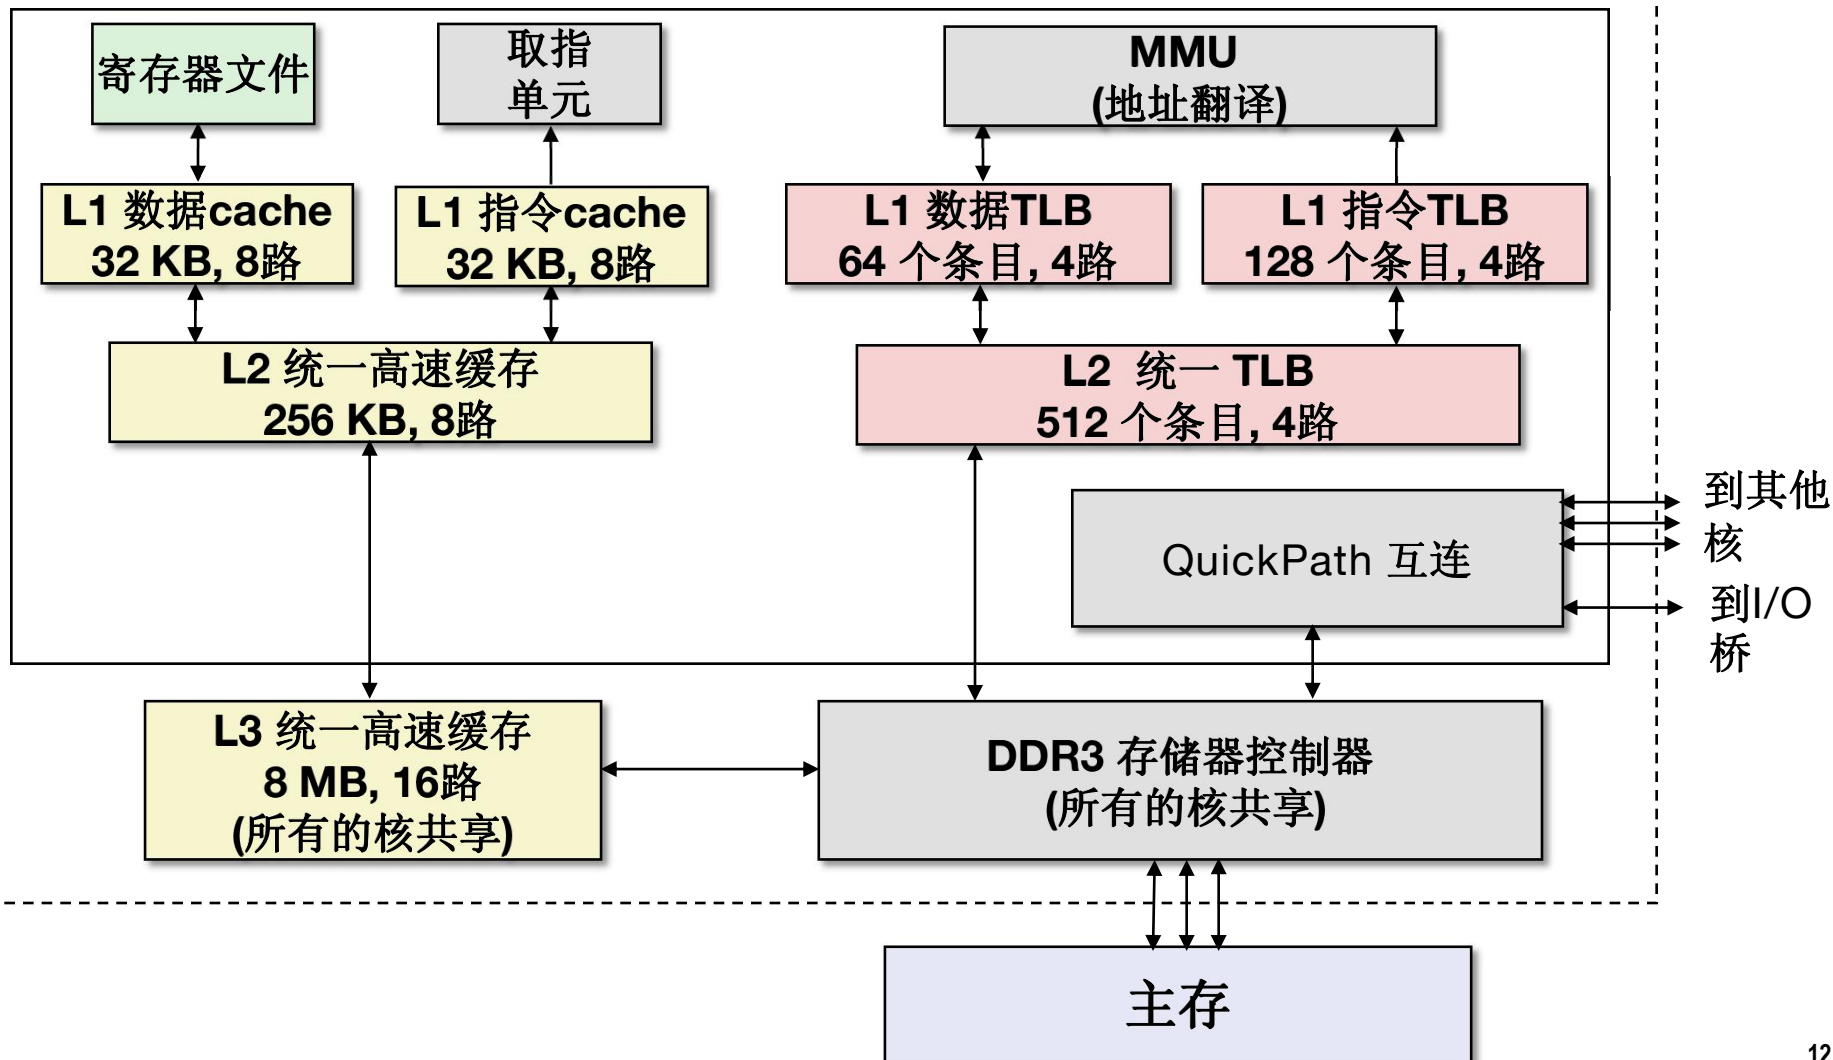 寄存器文件
取指
单元
MMU
(地址翻译)
L1 数据cache
32 KB, 8路
L1 指令cache
32 KB, 8路
L1 数据TLB
64 个条目, 4路
L1 指令TLB
128 个条目, 4路
L2 统一高速缓存
256 KB, 8路
L2 统一 TLB
512 个条目, 4路
QuickPath 互连
到其他
核
到I/O
桥
L3 统一高速缓存
8 MB, 16路
(所有的核共享)
DDR3 存储器控制器
(所有的核共享)
主存
12